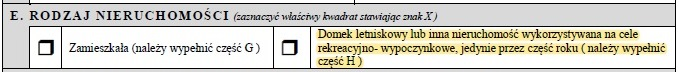 E. RODZAJ NIERUCHOMOŚCI (zaznaczyć właściwy kwadrat stawiając znak X)
Zamieszkała (należy wypełnić część G )
Domek letniskowy lub inna nieruchomość wykorzystywana na cele
rekreacyjno- wypoczynkowe, jedynie przez część roku ( należy wypełnić
część H )